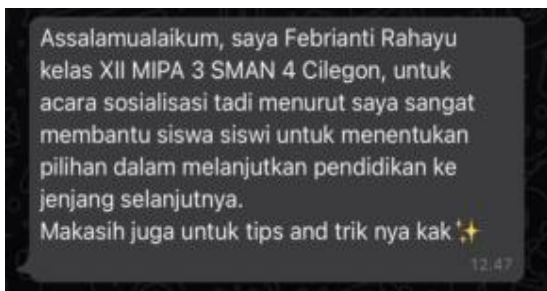 Assalamualaikum, saya Febrianti Rahayu
kelas XII MIPA 3 SMAN 4 Cilegon, untuk
acara sosialisasi tadi menurut saya sangat
membantu siswa siswi untuk menentukan
pilihan dalam melanjutkan pendidikan ke
jenjang selanjutnya.
Makasih juga untuk tips and trik nya kak✨
12.47